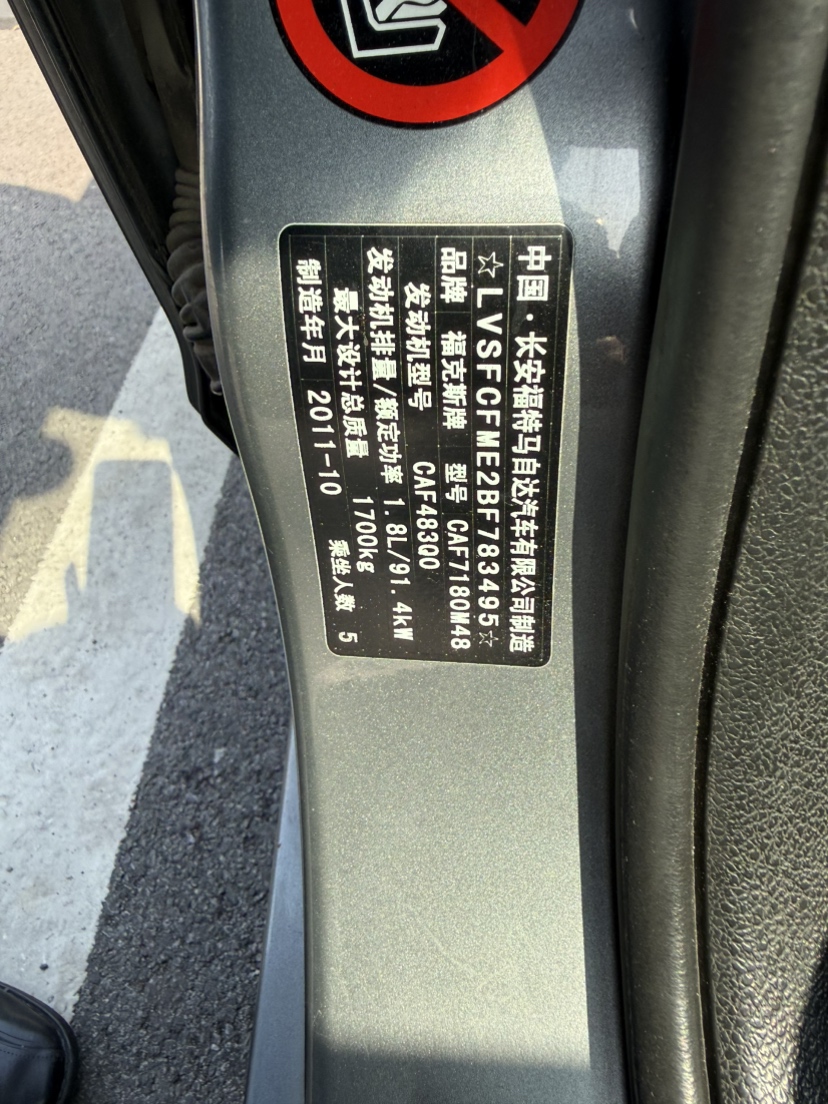 中国·长安福特马自达汽车有限公司制造
☆LVSFCFME2BF783495☆
品牌 福克斯牌 型号 CAF7180M48
发动机型号 CAF483Q0
发动机排量/额定功率 1.8L/91.4kW
最大设计总质量 1700kg
制造年月 2011-10 乘坐人数 5